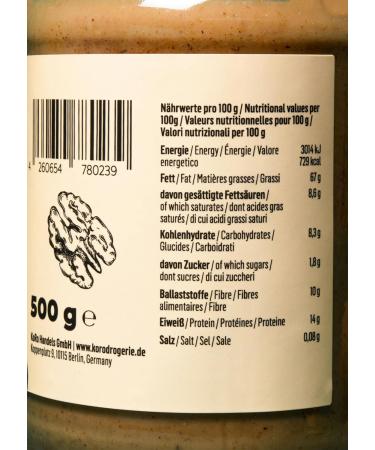 4 260654 780239
500 g ℮
KoRo Handels GmbH | www.korodrogerie.de
Koppenplatz 9, 10115 Berlin, Germany
Nährwerte pro 100 g / Nutritional values per
100g / Valeurs nutritionnelles pour 100 g /
Valori nutrizionali per 100 g
Energie / Energy / Énergie / Valore 3014 kJ
energetico 729 kcal
Fett / Fat / Matières grasses / Grassi 67 g
davon gesättigte Fettsäuren / 8,6 g
of which saturates / dont acides gras
saturés / di cui acidi grassi saturi
Kohlenhydrate / Carbohydrates / 8,3 g
Glucides / Carboidrati
davon Zucker / of which sugars / 1,8 g
dont sucres / di cui zuccheri
Ballaststoffe / Fibre / Fibres 10 g
alimentaires / Fibre
Eiweiß / Protein / Protéines / Proteine 14 g
Salz / Salt / Sel / Sale 0,08 g